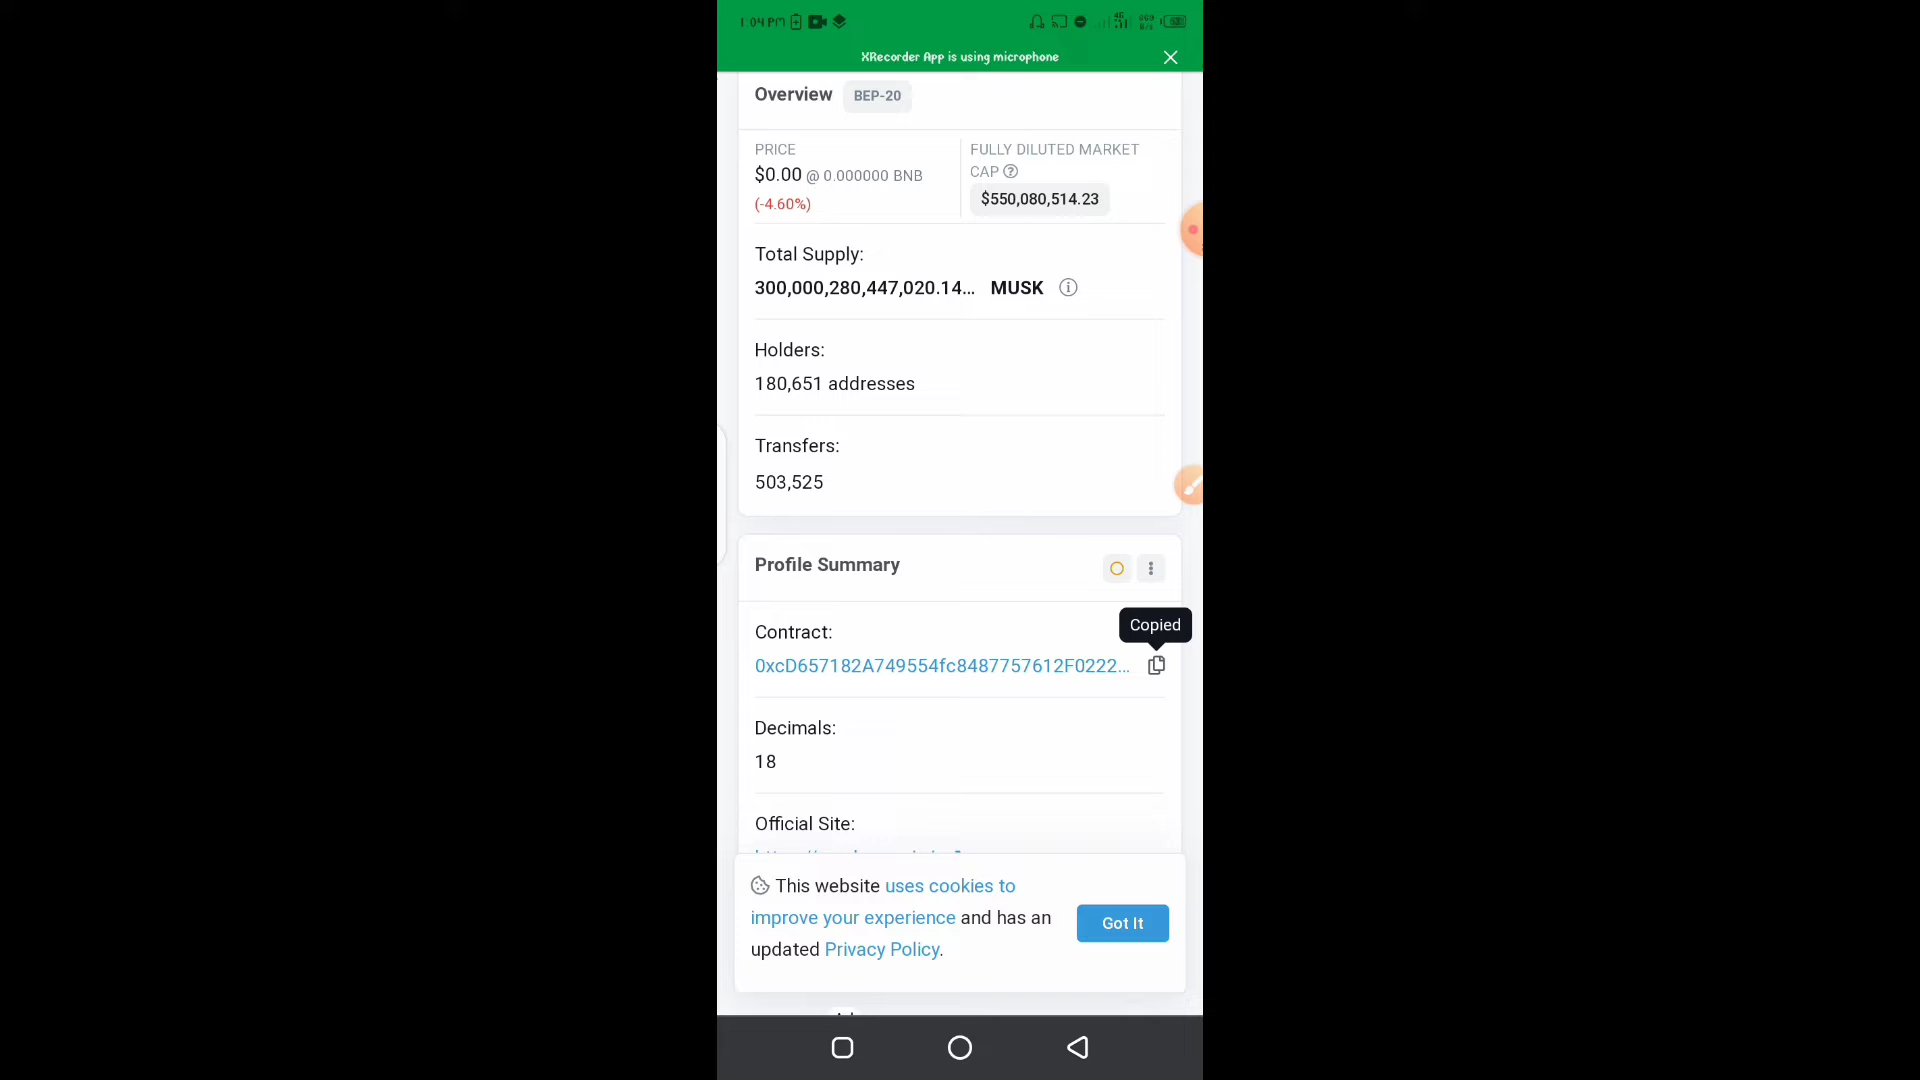 1:04 PM
XRecorder App is using microphone
Overview BEP-20
PRICE
$0.00 @ 0.000000 BNB
(-4.60%)
FULLY DILUTED MARKET
CAP
$550,080,514.23
Total Supply:
300,000,280,447,020.14... MUSK
Holders:
180,651 addresses
Transfers:
503,525
Profile Summary
Copied
Contract:
0xcD657182A749554fc8487757612F0222...
Decimals:
18
Official Site:
This website uses cookies to
improve your experience and has an
updated Privacy Policy.
Got It